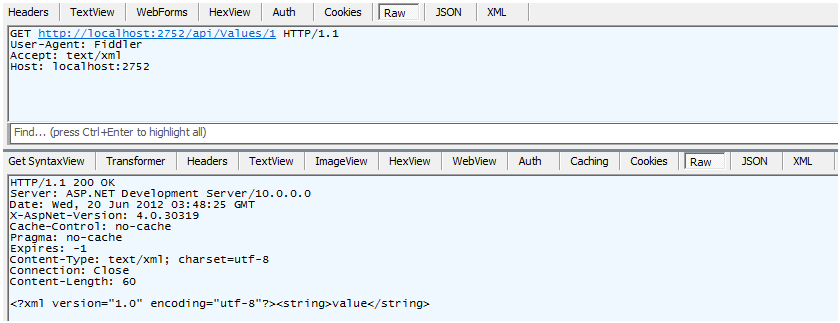 Headers TextView WebForms HexView Auth Cookies Raw JSON XML
GET http://localhost:2752/api/Values/1 HTTP/1.1
User-Agent: Fiddler
Accept: text/xml
Host: localhost:2752
Find... (press Ctrl+Enter to highlight all)
Get SyntaxView Transformer Headers TextView ImageView HexView WebView Auth Caching Cookies Raw JSON XML
HTTP/1.1 200 OK
Server: ASP.NET Development Server/10.0.0.0
Date: Wed, 20 Jun 2012 03:48:25 GMT
X-AspNet-Version: 4.0.30319
Cache-Control: no-cache
Pragma: no-cache
Expires: -1
Content-Type: text/xml; charset=utf-8
Connection: Close
Content-Length: 60
<?xml version="1.0" encoding="utf-8"?><string>value</string>